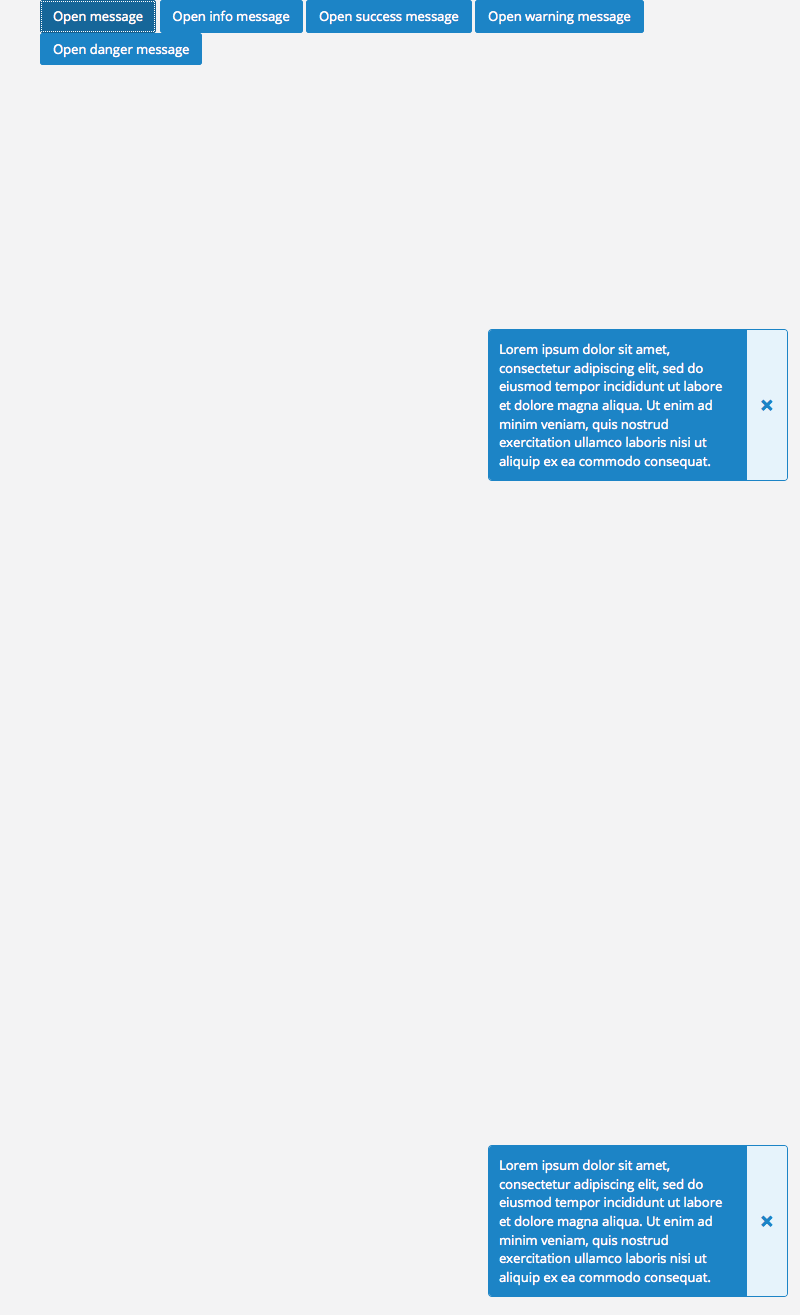 Open message Open info message Open success message Open warning message
Open danger message
Lorem ipsum dolor sit amet,
consectetur adipiscing elit, sed do
eiusmod tempor incididunt ut labore
et dolore magna aliqua. Ut enim ad
minim veniam, quis nostrud
exercitation ullamco laboris nisi ut
aliquip ex ea commodo consequat.
Lorem ipsum dolor sit amet,
consectetur adipiscing elit, sed do
eiusmod tempor incididunt ut labore
et dolore magna aliqua. Ut enim ad
minim veniam, quis nostrud
exercitation ullamco laboris nisi ut
aliquip ex ea commodo consequat.